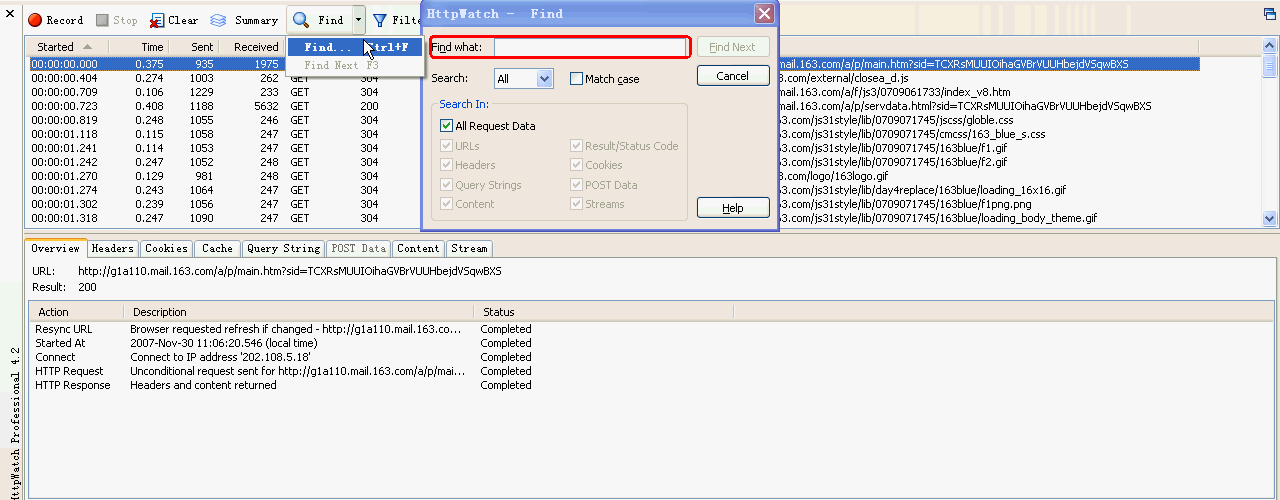 Record Stop Clear Summary Find Filte
HttpWatch - Find
Find... Ctrl+F
Find Next F3
Find what: Find Next
Search: All Match case Cancel
Search In:
All Request Data
URLs Result/Status Code
Headers Cookies
Query Strings POST Data
Content Streams
Help
Started Time Sent Received
00:00:00.000 0.375 935 1975 mail.163.com/a/p/main.htm?sid=TCXRsMUUIOihaGVBrVUUHbejdVSqwBXS
00:00:00.404 0.274 1003 262 GET 304 3.com/external/closea_d.js
00:00:00.709 0.106 1229 233 GET 304 mail.163.com/a/f/js3/0709061733/index_v8.htm
00:00:00.723 0.408 1188 5632 GET 200 mail.163.com/a/p/servdata.html?sid=TCXRsMUUIOihaGVBrVUUHbejdVSqwBXS
00:00:00.819 0.248 1055 246 GET 304 3.com/js31style/lib/0709071745/jscss/globle.css
00:00:01.118 0.115 1058 247 GET 304 3.com/js31style/lib/0709071745/cmcss/163_blue_s.css
00:00:01.241 0.114 1053 247 GET 304 3.com/js31style/lib/0709071745/163blue/f1.gif
00:00:01.242 0.247 1052 248 GET 304 3.com/js31style/lib/0709071745/163blue/f2.gif
00:00:01.270 0.129 981 248 GET 304 3.com/logo/163logo.gif
00:00:01.274 0.243 1064 247 GET 304 3.com/js31style/lib/day4replace/163blue/loading_16x16.gif
00:00:01.302 0.239 1056 247 GET 304 3.com/js31style/lib/0709071745/163blue/f1png.png
00:00:01.318 0.247 1090 247 GET 304 3.com/js31style/lib/0709071745/163blue/loading_body_theme.gif
Overview Headers Cookies Cache Query String POST Data Content Stream
URL: http://g1a110.mail.163.com/a/p/main.htm?sid=TCXRsMUUIOihaGVBrVUUHbejdVSqwBXS
Result: 200
Action Description Status
Resync URL Browser requested refresh if changed - http://g1a110.mail.163.co... Completed
Started At 2007-Nov-30 11:06:20.546 (local time) Completed
Connect Connect to IP address '202.108.5.18' Completed
HTTP Request Unconditional request sent for http://g1a110.mail.163.com/a/p/mai... Completed
HTTP Response Headers and content returned Completed
HttpWatch Professional 4.2